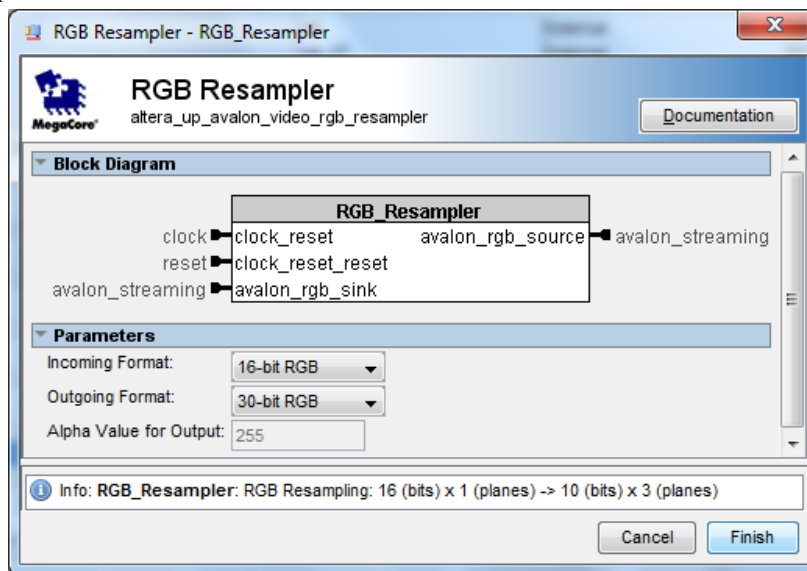 RGB Resampler - RGB_Resampler
RGB Resampler
altera_up_avalon_video_rgb_resampler
MegaCore®
Documentation
Block Diagram
RGB_Resampler
clock clock_reset avalon_rgb_source avalon_streaming
reset clock_reset_reset
avalon_streaming avalon_rgb_sink
Parameters
Incoming Format: 16-bit RGB
Outgoing Format: 30-bit RGB
Alpha Value for Output: 255
Info: RGB_Resampler: RGB Resampling: 16 (bits) x 1 (planes) -> 10 (bits) x 3 (planes)
Cancel Finish